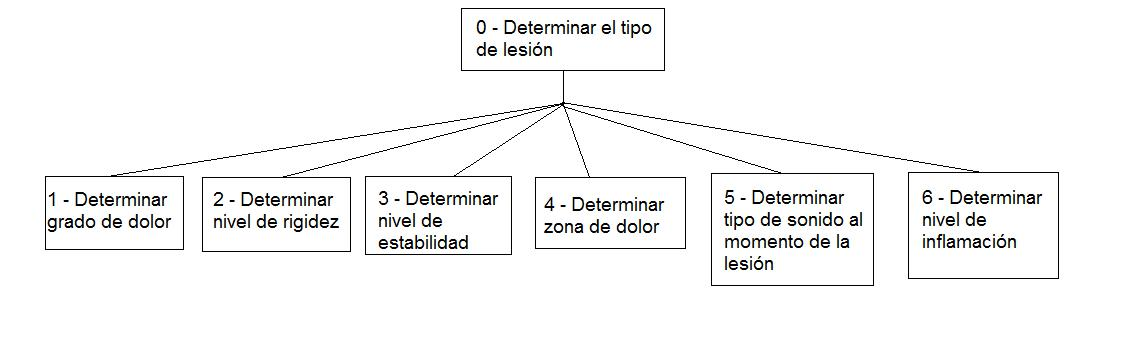 0 - Determinar el tipo
de lesión
1 - Determinar
grado de dolor
2 - Determinar
nivel de rigidez
3 - Determinar
nivel de
estabilidad
4 - Determinar
zona de dolor
5 - Determinar
tipo de sonido al
momento de la
lesión
6 - Determinar
nivel de
inflamación